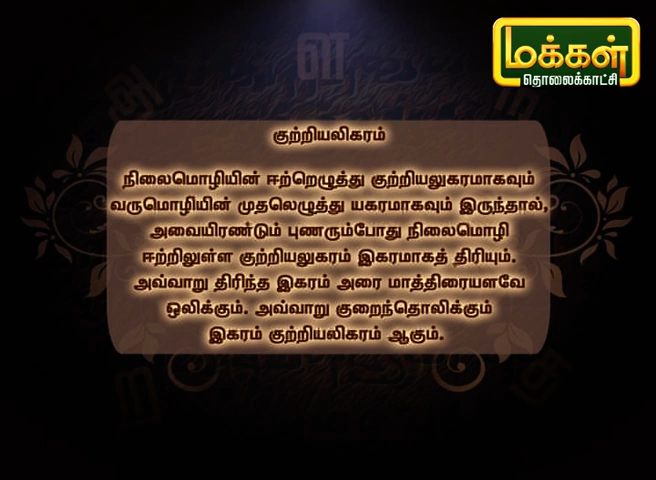 மக்கள்
தொலைக்காட்சி
குற்றியலிகரம்
நிலைமொழியின் ஈற்றெழுத்து குற்றியலுகரமாகவும்
வருமொழியின் முதலெழுத்து யகரமாகவும் இருந்தால்,
அவையிரண்டும் புணரும்போது நிலைமொழி
ஈற்றிலுள்ள குற்றியலுகரம் இகரமாகத் திரியும்.
அவ்வாறு திரிந்த இகரம் அரை மாத்திரையளவே
ஒலிக்கும். அவ்வாறு குறைந்தொலிக்கும்
இகரம் குற்றியலிகரம் ஆகும்.